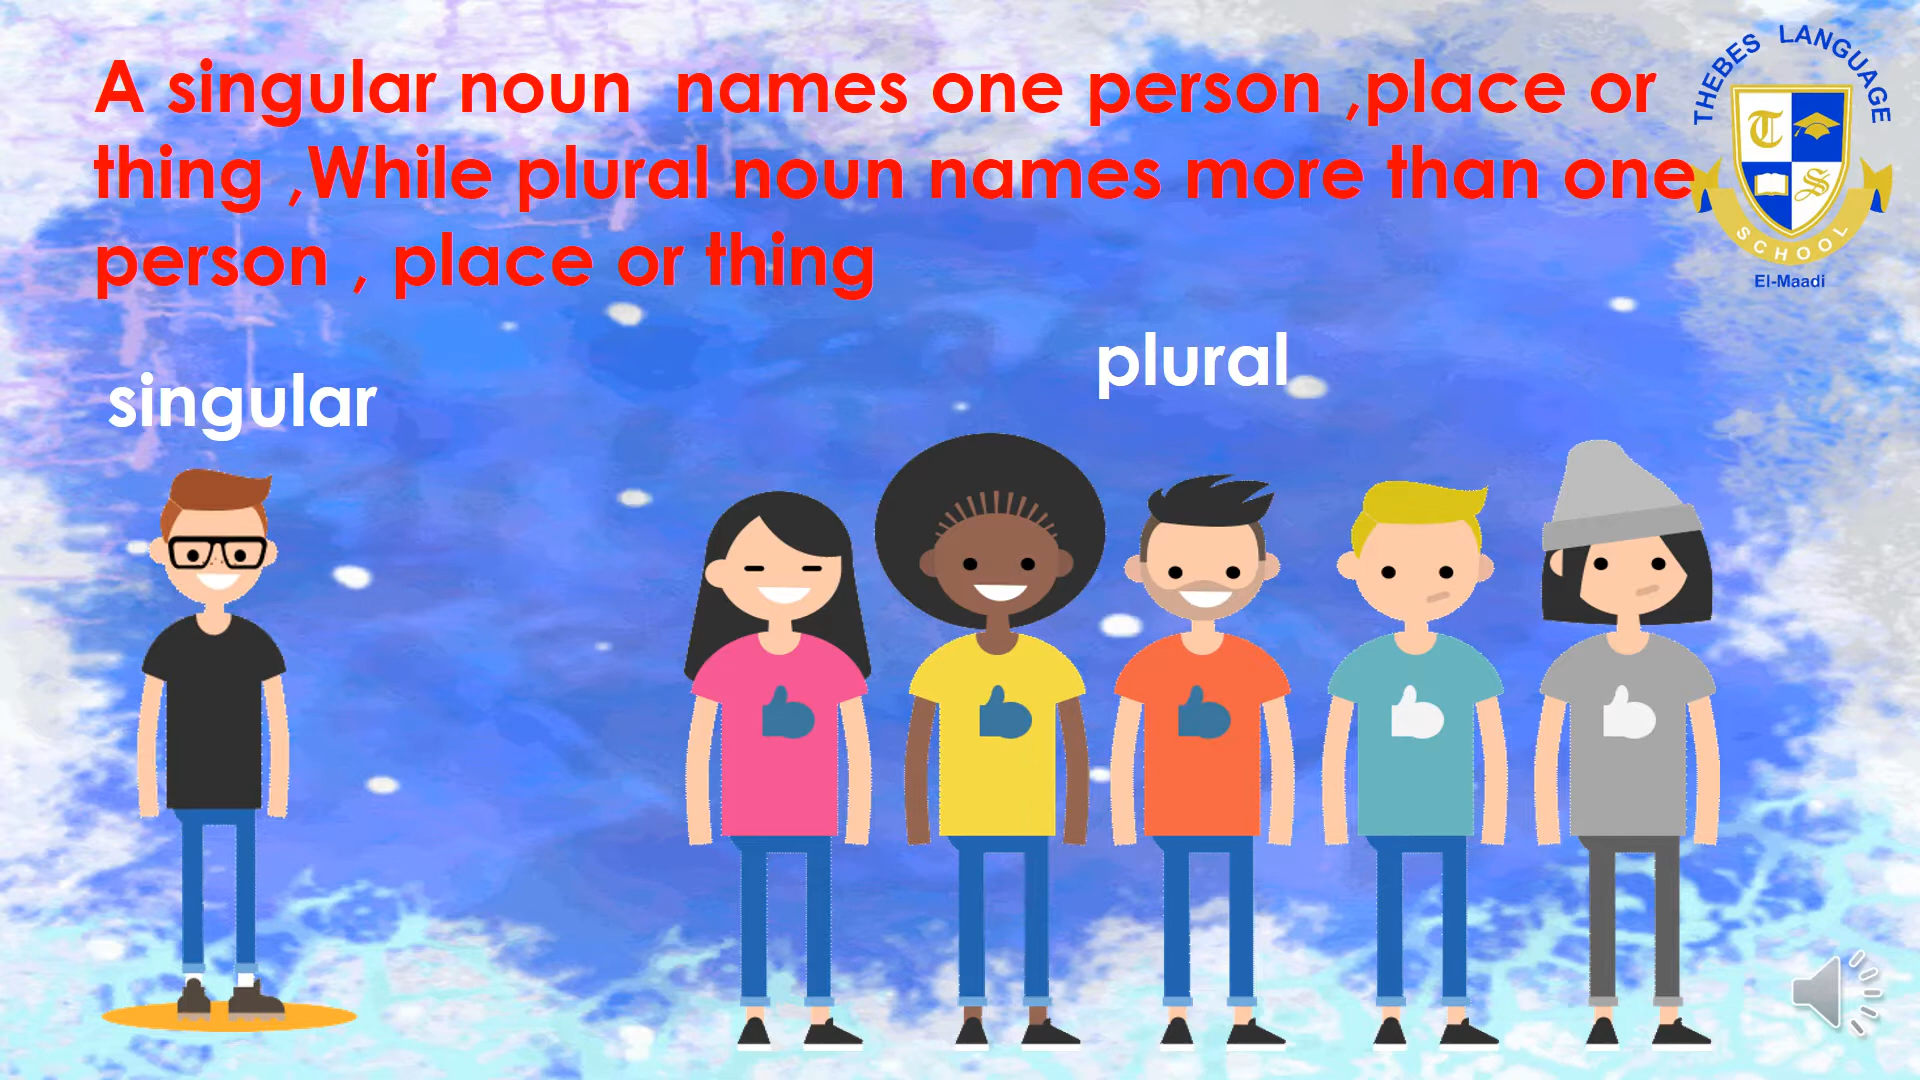 A singular noun  names one person ,place or
thing ,While plural noun names more than one
person , place or thing
THEBES LANGUAGE
T
S
SCHOOL
El-Maadi
singular
plural